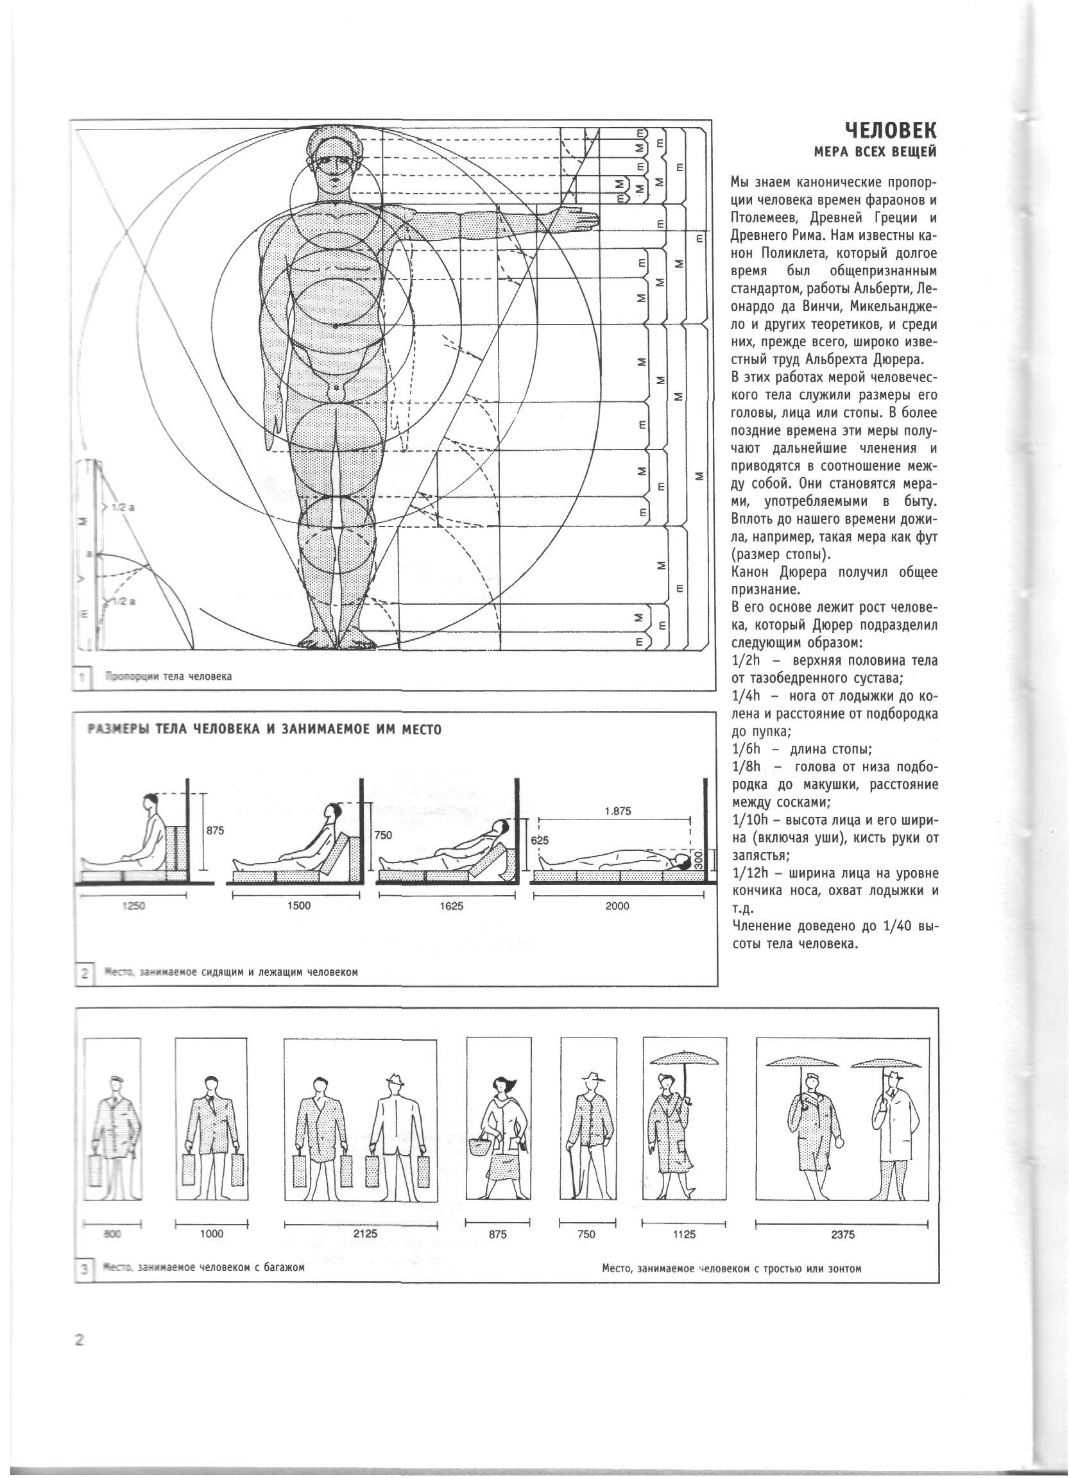 ЧЕЛОВЕК
МЕРА ВСЕХ ВЕЩЕЙ
Мы знаем канонические пропор-
ции человека времен фараонов и
Птолемеев, Древней Греции и
Древнего Рима. Нам известны ка-
нон Поликлета, который долгое
время был общепризнанным
стандартом, работы Альберти, Ле-
онардо да Винчи, Микельандже-
ло и других теоретиков, и среди
них, прежде всего, широко изве-
стный труд Альбрехта Дюрера.
В этих работах мерой человечес-
кого тела служили размеры его
головы, лица или стопы. В более
поздние времена эти меры полу-
чают дальнейшие членения и
приводятся в соотношение меж-
ду собой. Они становятся мера-
ми, употребляемыми в быту.
Вплоть до нашего времени дожи-
ла, например, такая мера как фут
(размер стопы).
Канон Дюрера получил общее
признание.
В его основе лежит рост челове-
ка, который Дюрер подразделил
следующим образом:
1/2h – верхняя половина тела
от тазобедренного сустава;
1/4h – нога от лодыжки до ко-
лена и расстояние от подбородка
до пупка;
1/6h – длина стопы;
1/8h – голова от низа подбо-
родка до макушки, расстояние
между сосками;
1/10h – высота лица и его шири-
на (включая уши), кисть руки от
запястья;
1/12h – ширина лица на уровне
кончика носа, охват лодыжки и
т.д.
Членение доведено до 1/40 вы-
соты тела человека.
1/2 a
a
1/2 a
M
m
1 Пропорции тела человека
РАЗМЕРЫ ТЕЛА ЧЕЛОВЕКА И ЗАНИМАЕМОЕ ИМ МЕСТО
875
750
625
1.875
300
1250
1500
1625
2000
2 Место, занимаемое сидящим и лежащим человеком
800
1000
2125
875
750
1125
2375
3 Место, занимаемое человеком с багажом
Место, занимаемое человеком с тростью или зонтом
2